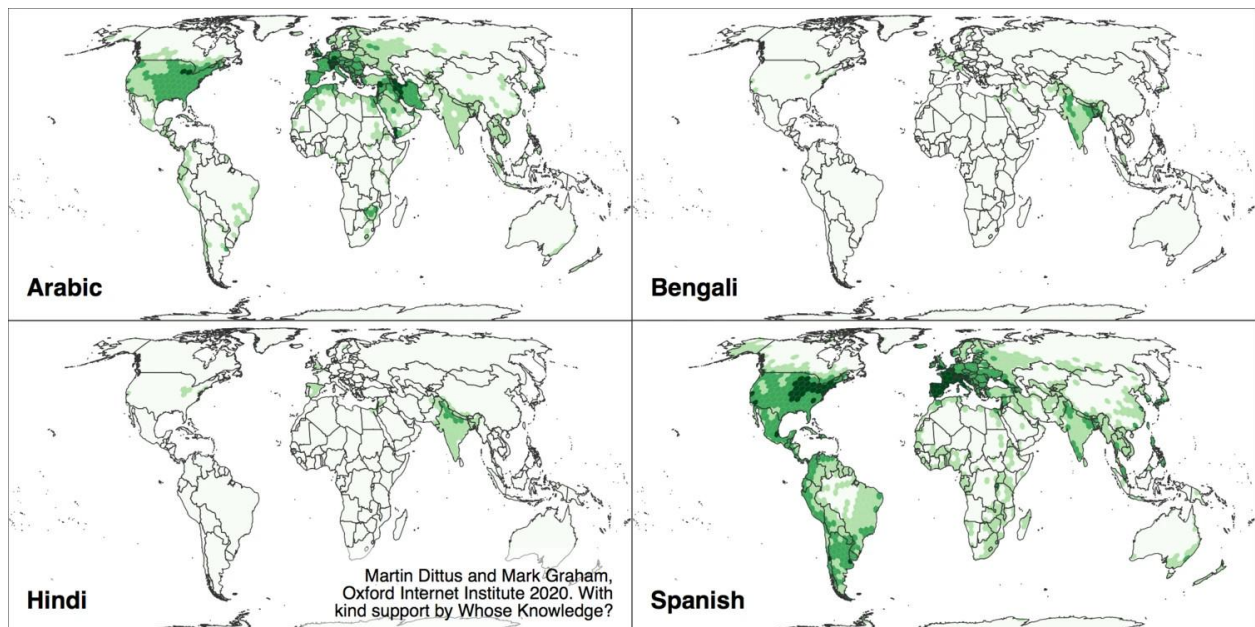 Arabic
Bengali
Hindi
Martin Dittus and Mark Graham,
Oxford Internet Institute 2020. With
kind support by Whose Knowledge?
Spanish